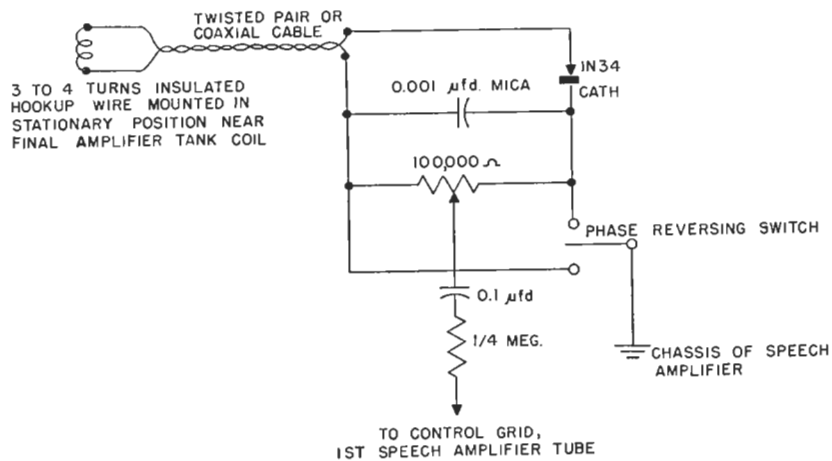 TWISTED PAIR OR
COAXIAL CABLE
3 TO 4 TURNS INSULATED
HOOKUP WIRE MOUNTED IN
STATIONARY POSITION NEAR
FINAL AMPLIFIER TANK COIL
IN34
CATH
0.001 µfd. MICA
100,000 Ω
PHASE REVERSING SWITCH
0.1 µfd
1/4 MEG.
CHASSIS OF SPEECH
AMPLIFIER
TO CONTROL GRID,
1ST SPEECH AMPLIFIER TUBE